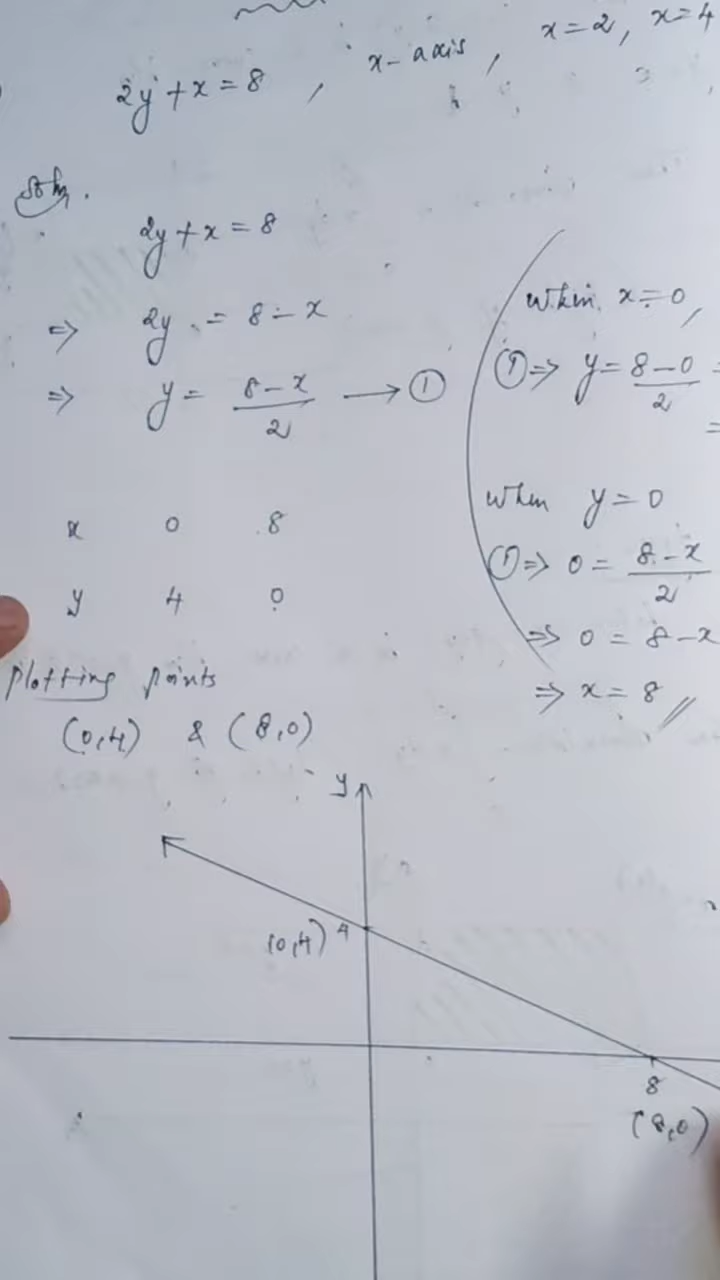 2y + x = 8 , x-axis, x=2, x=4
Soln.
2y + x = 8
⇒ 2y = 8 - x
⇒ y = (8-x)/2 → ①
x 0 8
y 4 0
Plotting points
(0,4) & (8,0)
When x=0,
①⇒ y = (8-0)/2 =
=
When y=0
①⇒ 0 = (8-x)/2
⇒ 0 = 8-x
⇒ x = 8 //
y
(0,4) 4
8
(8,0)